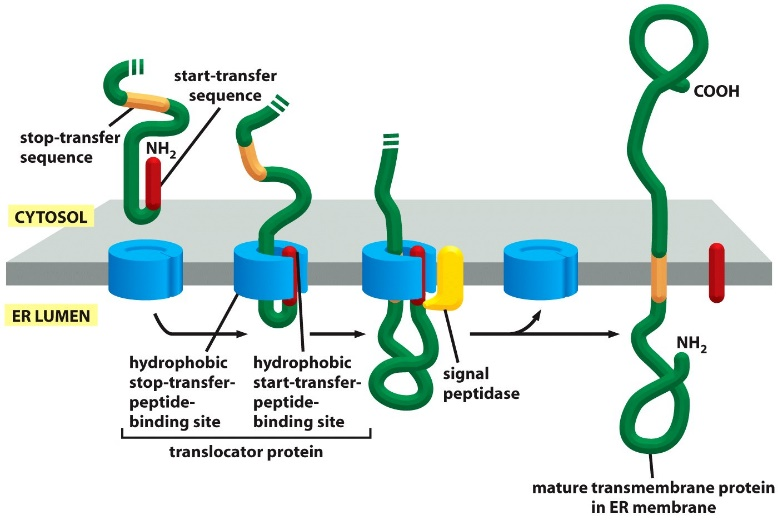 start-transfer
sequence
COOH
stop-transfer
sequence
NH2
CYTOSOL
ER LUMEN
NH2
hydrophobic
stop-transfer-
peptide-
binding site
hydrophobic
start-transfer-
peptide-
binding site
signal
peptidase
translocator protein
mature transmembrane protein
in ER membrane